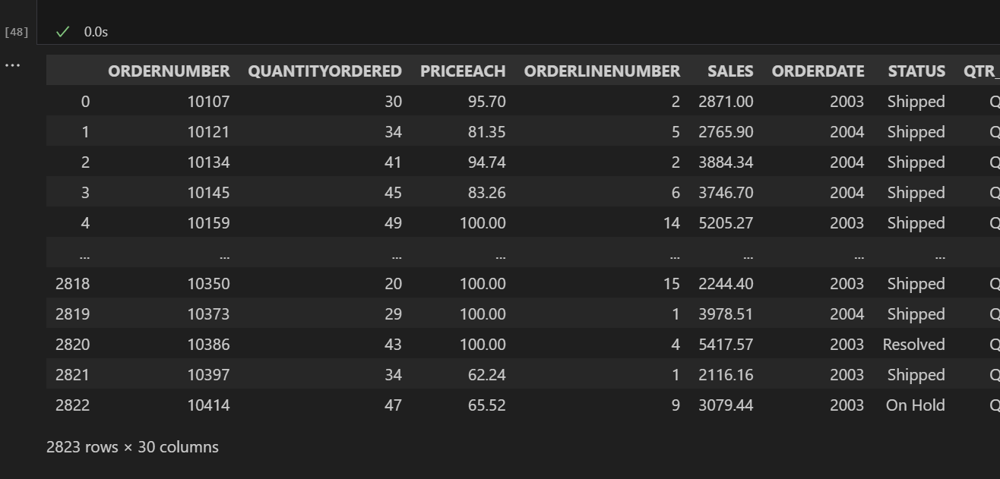 [48] 0.0s
... ORDERNUMBER QUANTITYORDERED PRICEEACH ORDERLINENUMBER SALES ORDERDATE STATUS QTR_
0 10107 30 95.70 2 2871.00 2003 Shipped Q
1 10121 34 81.35 5 2765.90 2004 Shipped Q
2 10134 41 94.74 2 3884.34 2004 Shipped Q
3 10145 45 83.26 6 3746.70 2004 Shipped Q
4 10159 49 100.00 14 5205.27 2003 Shipped Q
... ... ... ... ... ... ... ...
2818 10350 20 100.00 15 2244.40 2003 Shipped Q
2819 10373 29 100.00 1 3978.51 2004 Shipped Q
2820 10386 43 100.00 4 5417.57 2003 Resolved Q
2821 10397 34 62.24 1 2116.16 2003 Shipped Q
2822 10414 47 65.52 9 3079.44 2003 On Hold Q
2823 rows × 30 columns